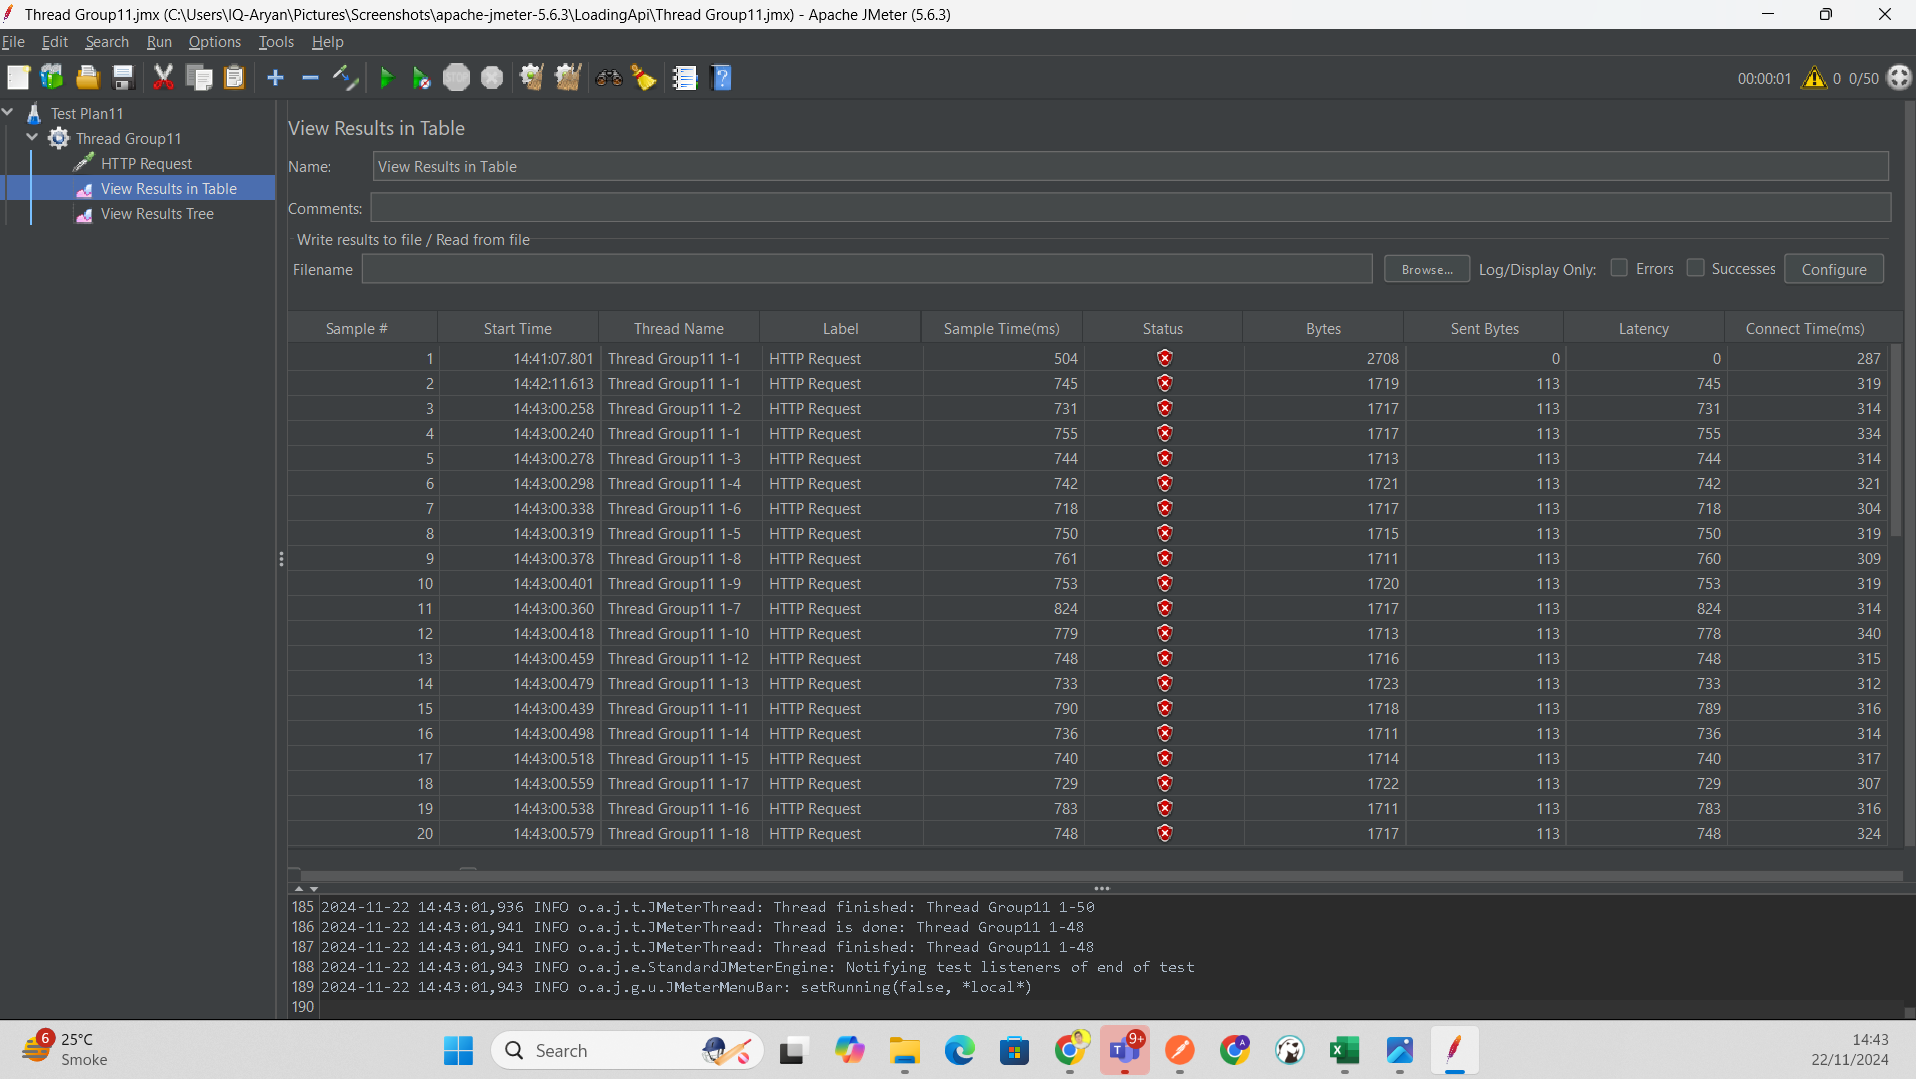 Thread Group11.jmx (C:\Users\IQ-Aryan\Pictures\Screenshots\apache-jmeter-5.6.3\LoadingApi\Thread Group11.jmx) - Apache JMeter (5.6.3)
File Edit Search Run Options Tools Help
STOP 00:00:01 0 0/50
Test Plan11
Thread Group11
HTTP Request
View Results in Table
View Results Tree
View Results in Table
Name: View Results in Table
Comments:
Write results to file / Read from file
Filename Browse... Log/Display Only: Errors Successes Configure
Sample # Start Time Thread Name Label Sample Time(ms) Status Bytes Sent Bytes Latency Connect Time(ms)
1 14:41:07.801 Thread Group11 1-1 HTTP Request 504 2708 0 0 287
2 14:42:11.613 Thread Group11 1-1 HTTP Request 745 1719 113 745 319
3 14:43:00.258 Thread Group11 1-2 HTTP Request 731 1717 113 731 314
4 14:43:00.240 Thread Group11 1-1 HTTP Request 755 1717 113 755 334
5 14:43:00.278 Thread Group11 1-3 HTTP Request 744 1713 113 744 314
6 14:43:00.298 Thread Group11 1-4 HTTP Request 742 1721 113 742 321
7 14:43:00.338 Thread Group11 1-6 HTTP Request 718 1717 113 718 304
8 14:43:00.319 Thread Group11 1-5 HTTP Request 750 1715 113 750 319
9 14:43:00.378 Thread Group11 1-8 HTTP Request 761 1711 113 760 309
10 14:43:00.401 Thread Group11 1-9 HTTP Request 753 1720 113 753 319
11 14:43:00.360 Thread Group11 1-7 HTTP Request 824 1717 113 824 314
12 14:43:00.418 Thread Group11 1-10 HTTP Request 779 1713 113 778 340
13 14:43:00.459 Thread Group11 1-12 HTTP Request 748 1716 113 748 315
14 14:43:00.479 Thread Group11 1-13 HTTP Request 733 1723 113 733 312
15 14:43:00.439 Thread Group11 1-11 HTTP Request 790 1718 113 789 316
16 14:43:00.498 Thread Group11 1-14 HTTP Request 736 1711 113 736 314
17 14:43:00.518 Thread Group11 1-15 HTTP Request 740 1714 113 740 317
18 14:43:00.559 Thread Group11 1-17 HTTP Request 729 1722 113 729 307
19 14:43:00.538 Thread Group11 1-16 HTTP Request 783 1711 113 783 316
20 14:43:00.579 Thread Group11 1-18 HTTP Request 748 1717 113 748 324
185 2024-11-22 14:43:01,936 INFO o.a.j.t.JMeterThread: Thread finished: Thread Group11 1-50
186 2024-11-22 14:43:01,941 INFO o.a.j.t.JMeterThread: Thread is done: Thread Group11 1-48
187 2024-11-22 14:43:01,941 INFO o.a.j.t.JMeterThread: Thread finished: Thread Group11 1-48
188 2024-11-22 14:43:01,943 INFO o.a.j.e.StandardJMeterEngine: Notifying test listeners of end of test
189 2024-11-22 14:43:01,943 INFO o.a.j.g.u.JMeterMenuBar: setRunning(false, *local*)
190
6 25°C
Smoke
Search
9+
14:43
22/11/2024